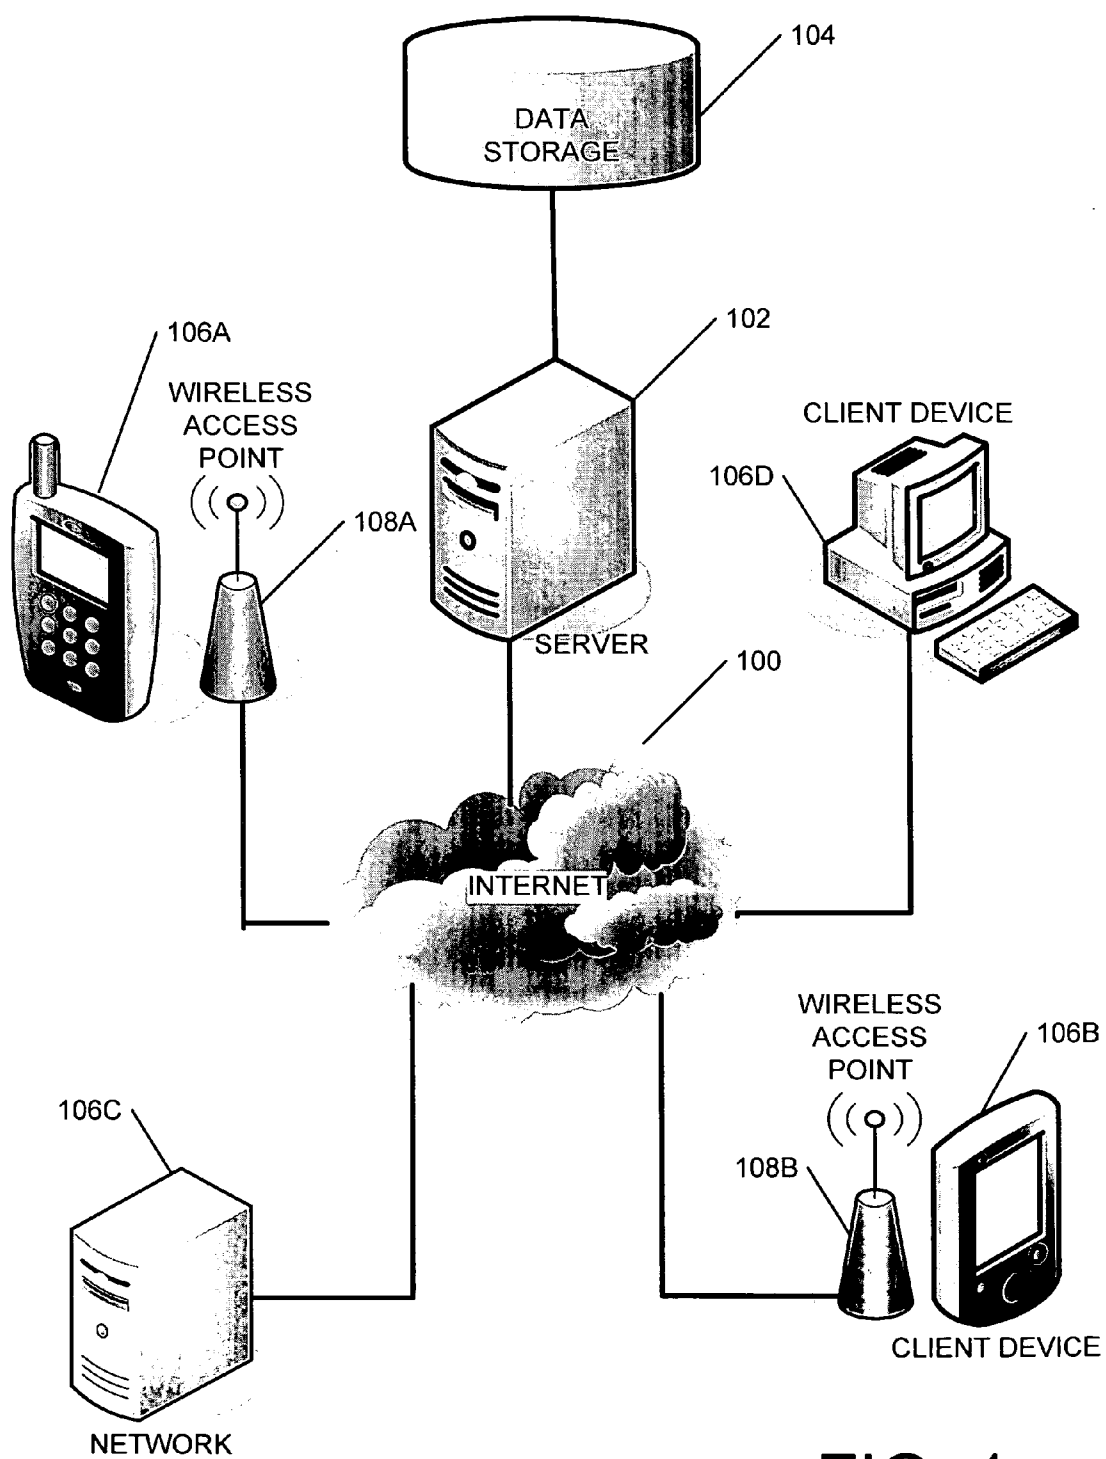 104
DATA
STORAGE
102
106A
WIRELESS
ACCESS
POINT
108A
CLIENT DEVICE
106D
SERVER
100
INTERNET
WIRELESS
ACCESS
POINT
106B
106C
108B
CLIENT DEVICE
NETWORK